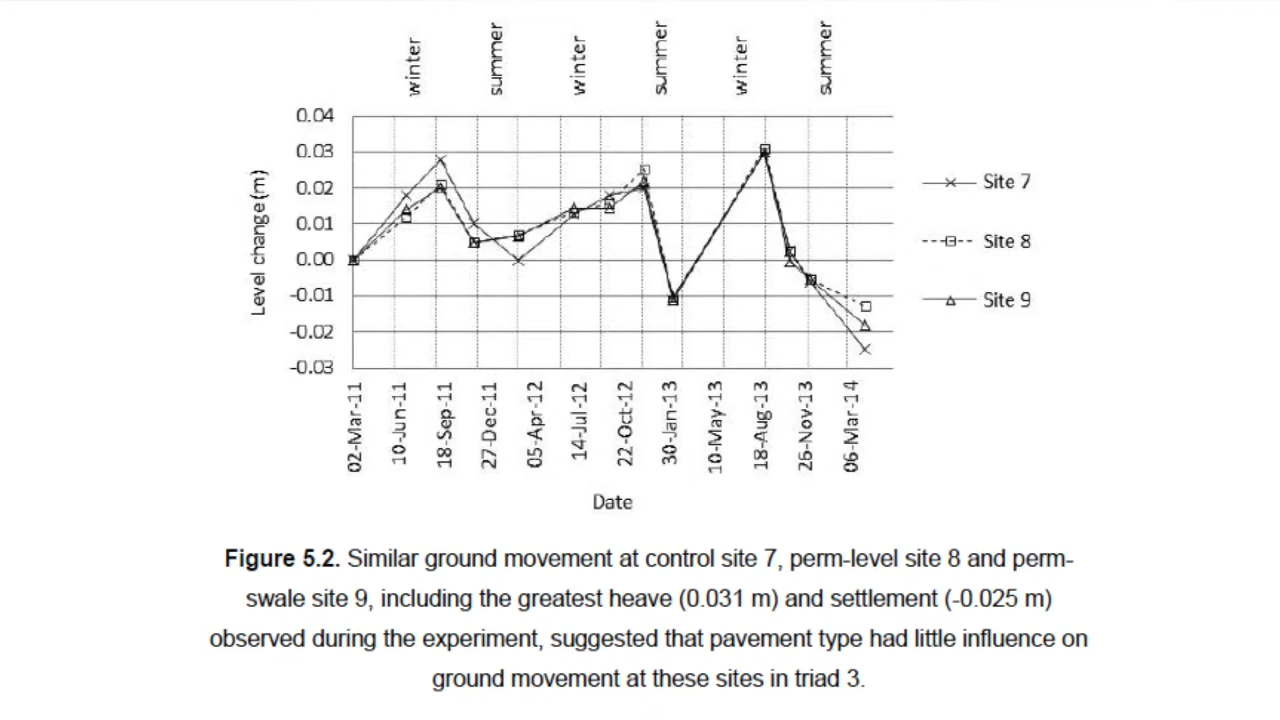 winter
summer
winter
summer
winter
summer
0.04
0.03
0.02
0.01
0.00
-0.01
-0.02
-0.03
Level change (m)
02-Mar-11
10-Jun-11
18-Sep-11
27-Dec-11
05-Apr-12
14-Jul-12
22-Oct-12
30-Jan-13
10-May-13
18-Aug-13
26-Nov-13
06-Mar-14
Date
Site 7
Site 8
Site 9
Figure 5.2. Similar ground movement at control site 7, perm-level site 8 and perm-
swale site 9, including the greatest heave (0.031 m) and settlement (-0.025 m)
observed during the experiment, suggested that pavement type had little influence on
ground movement at these sites in triad 3.